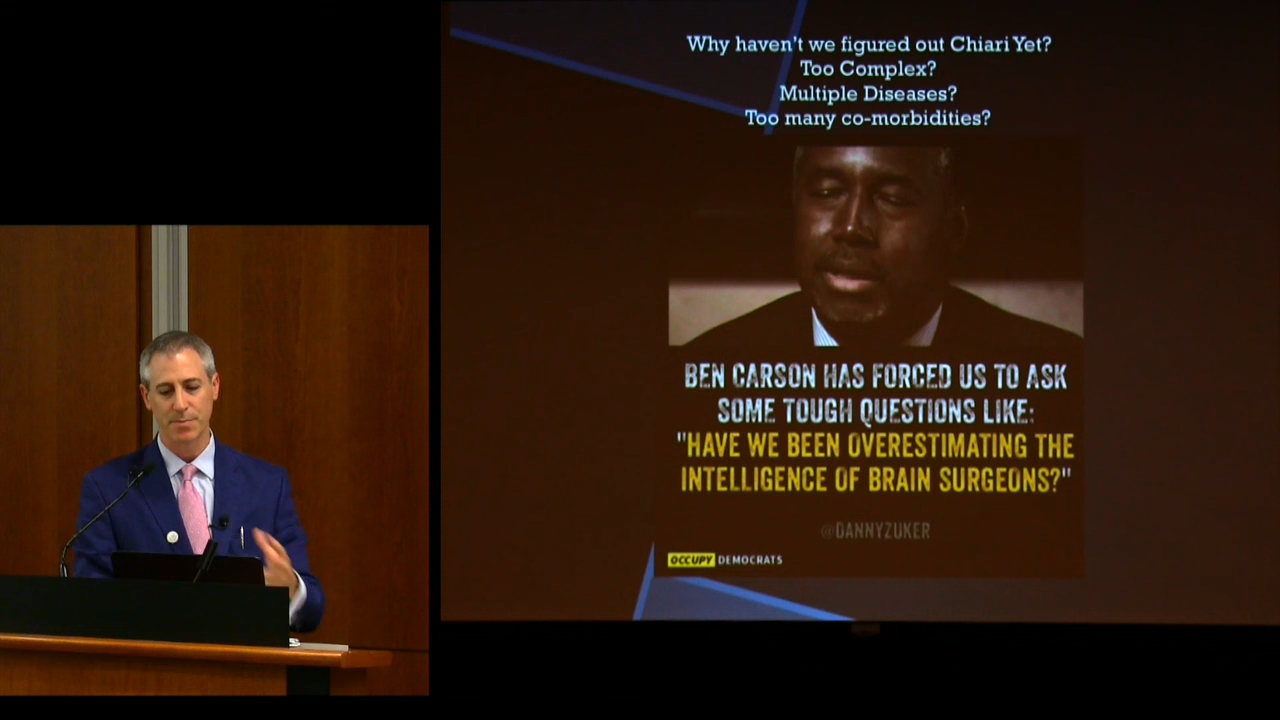 Why haven't we figured out Chiari Yet?
Too Complex?
Multiple Diseases?
Too many co-morbidities?
BEN CARSON HAS FORCED US TO ASK
SOME TOUGH QUESTIONS LIKE:
"HAVE WE BEEN OVERESTIMATING THE
INTELLIGENCE OF BRAIN SURGEONS?"
@DANNYZUKER
OCCUPY DEMOCRATS